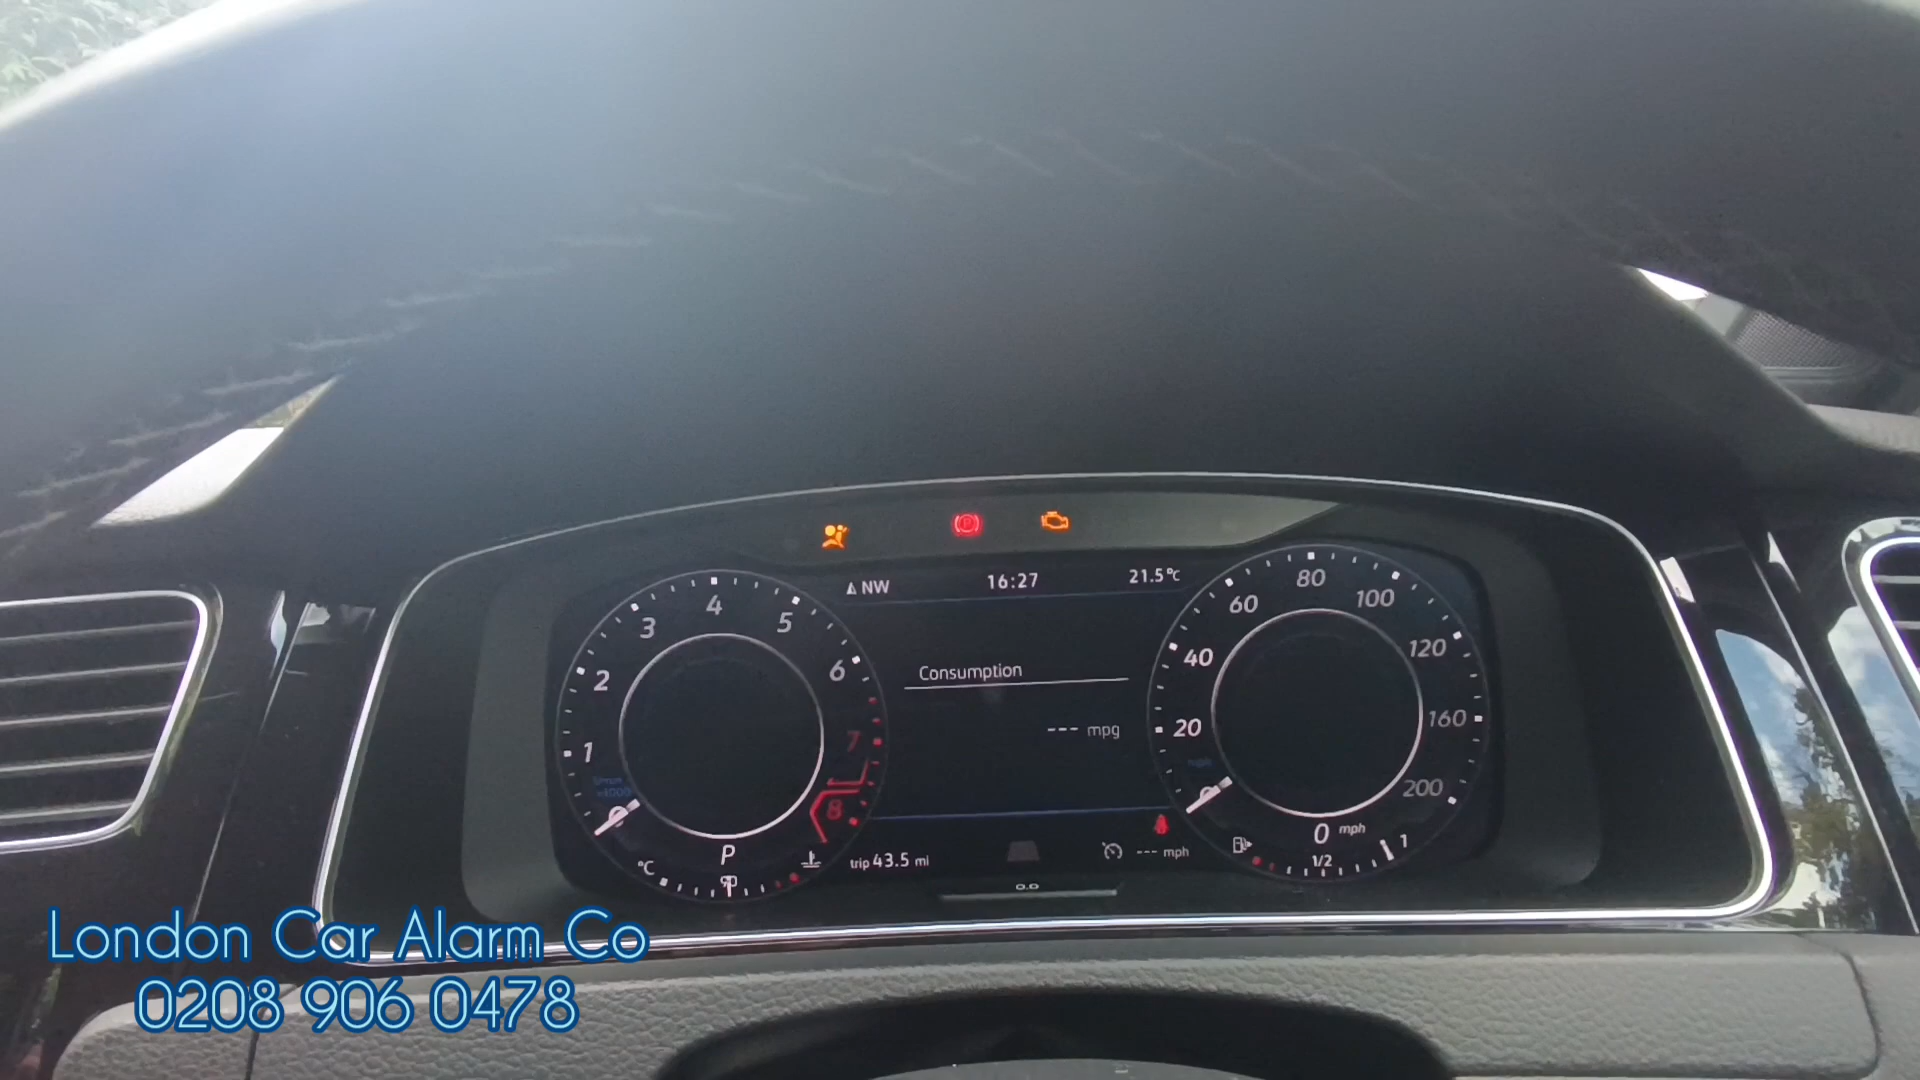 NW 16:27 21.5°C
4
3 5
2 6
1 7
8
°C P
Consumption
--- mpg
trip 43.5 mi
--- mph
0.0
80
60 100
40 120
20 160
200
0 mph
1/2 1
London Car Alarm Co
0208 906 0478